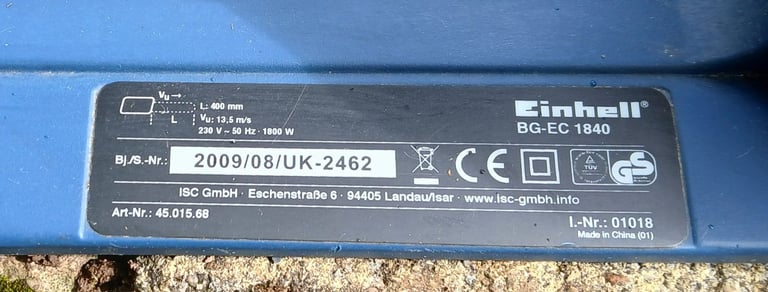 Vu →
L: 400 mm
L
Vu: 13,5 m/s
230 V ~ 50 Hz · 1800 W
Einhell®
BG-EC 1840
Bj./S.-Nr.: 2009/08/UK-2462
CE
TÜV
GS
ISC GmbH · Eschenstraße 6 · 94405 Landau/Isar · www.isc-gmbh.info
Art-Nr.: 45.015.68
I.-Nr.: 01018
Made in China (01)